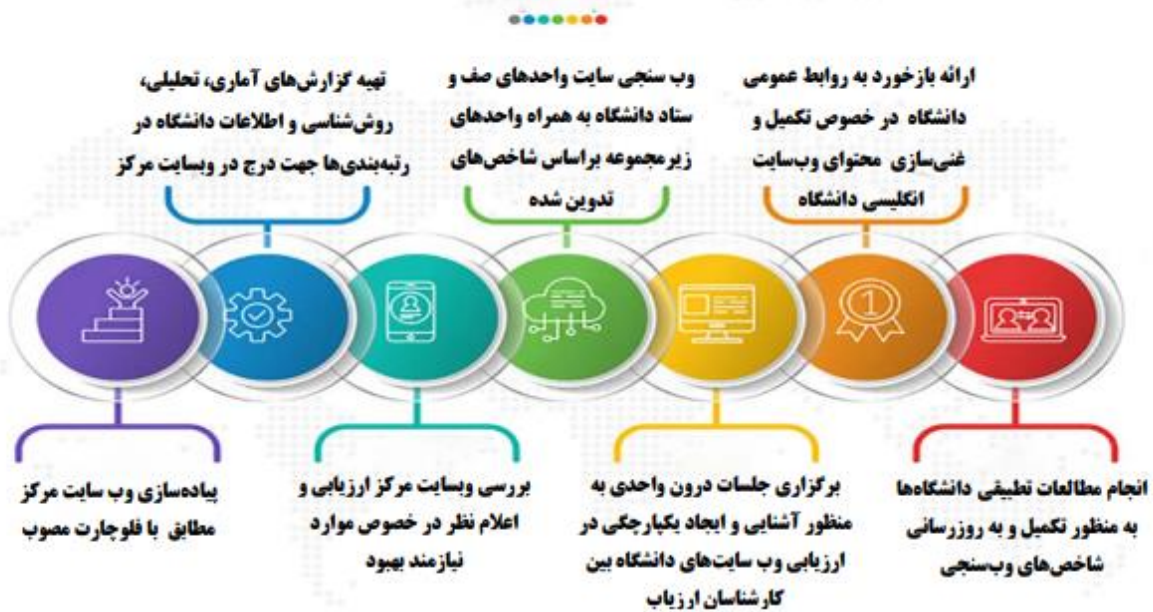 ارائه بازخورد به روابط عمومی
دانشگاه در خصوص تکمیل و
غنی‌سازی محتوای وب‌سایت
انگلیسی دانشگاه
وب سنجی سایت واحدهای صف و
ستاد دانشگاه به همراه واحدهای
زیرمجموعه براساس شاخص‌های
تدوین شده
تهیه گزارش‌های آماری، تحلیلی،
روش‌شناسی و اطلاعات دانشگاه در
رتبه‌بندی‌ها جهت درج در وبسایت مرکز
1
انجام مطالعات تطبیقی دانشگاه‌ها
به منظور تکمیل و به روزرسانی
شاخص‌های وب‌سنجی
برگزاری جلسات درون واحدی به
منظور آشنایی و ایجاد یکپارچگی در
ارزیابی وب سایت‌های دانشگاه بین
کارشناسان ارزیاب
بررسی وبسایت مرکز ارزیابی و
اعلام نظر در خصوص موارد
نیازمند بهبود
پیاده‌سازی وب سایت مرکز
مطابق با فلوچارت مصوب